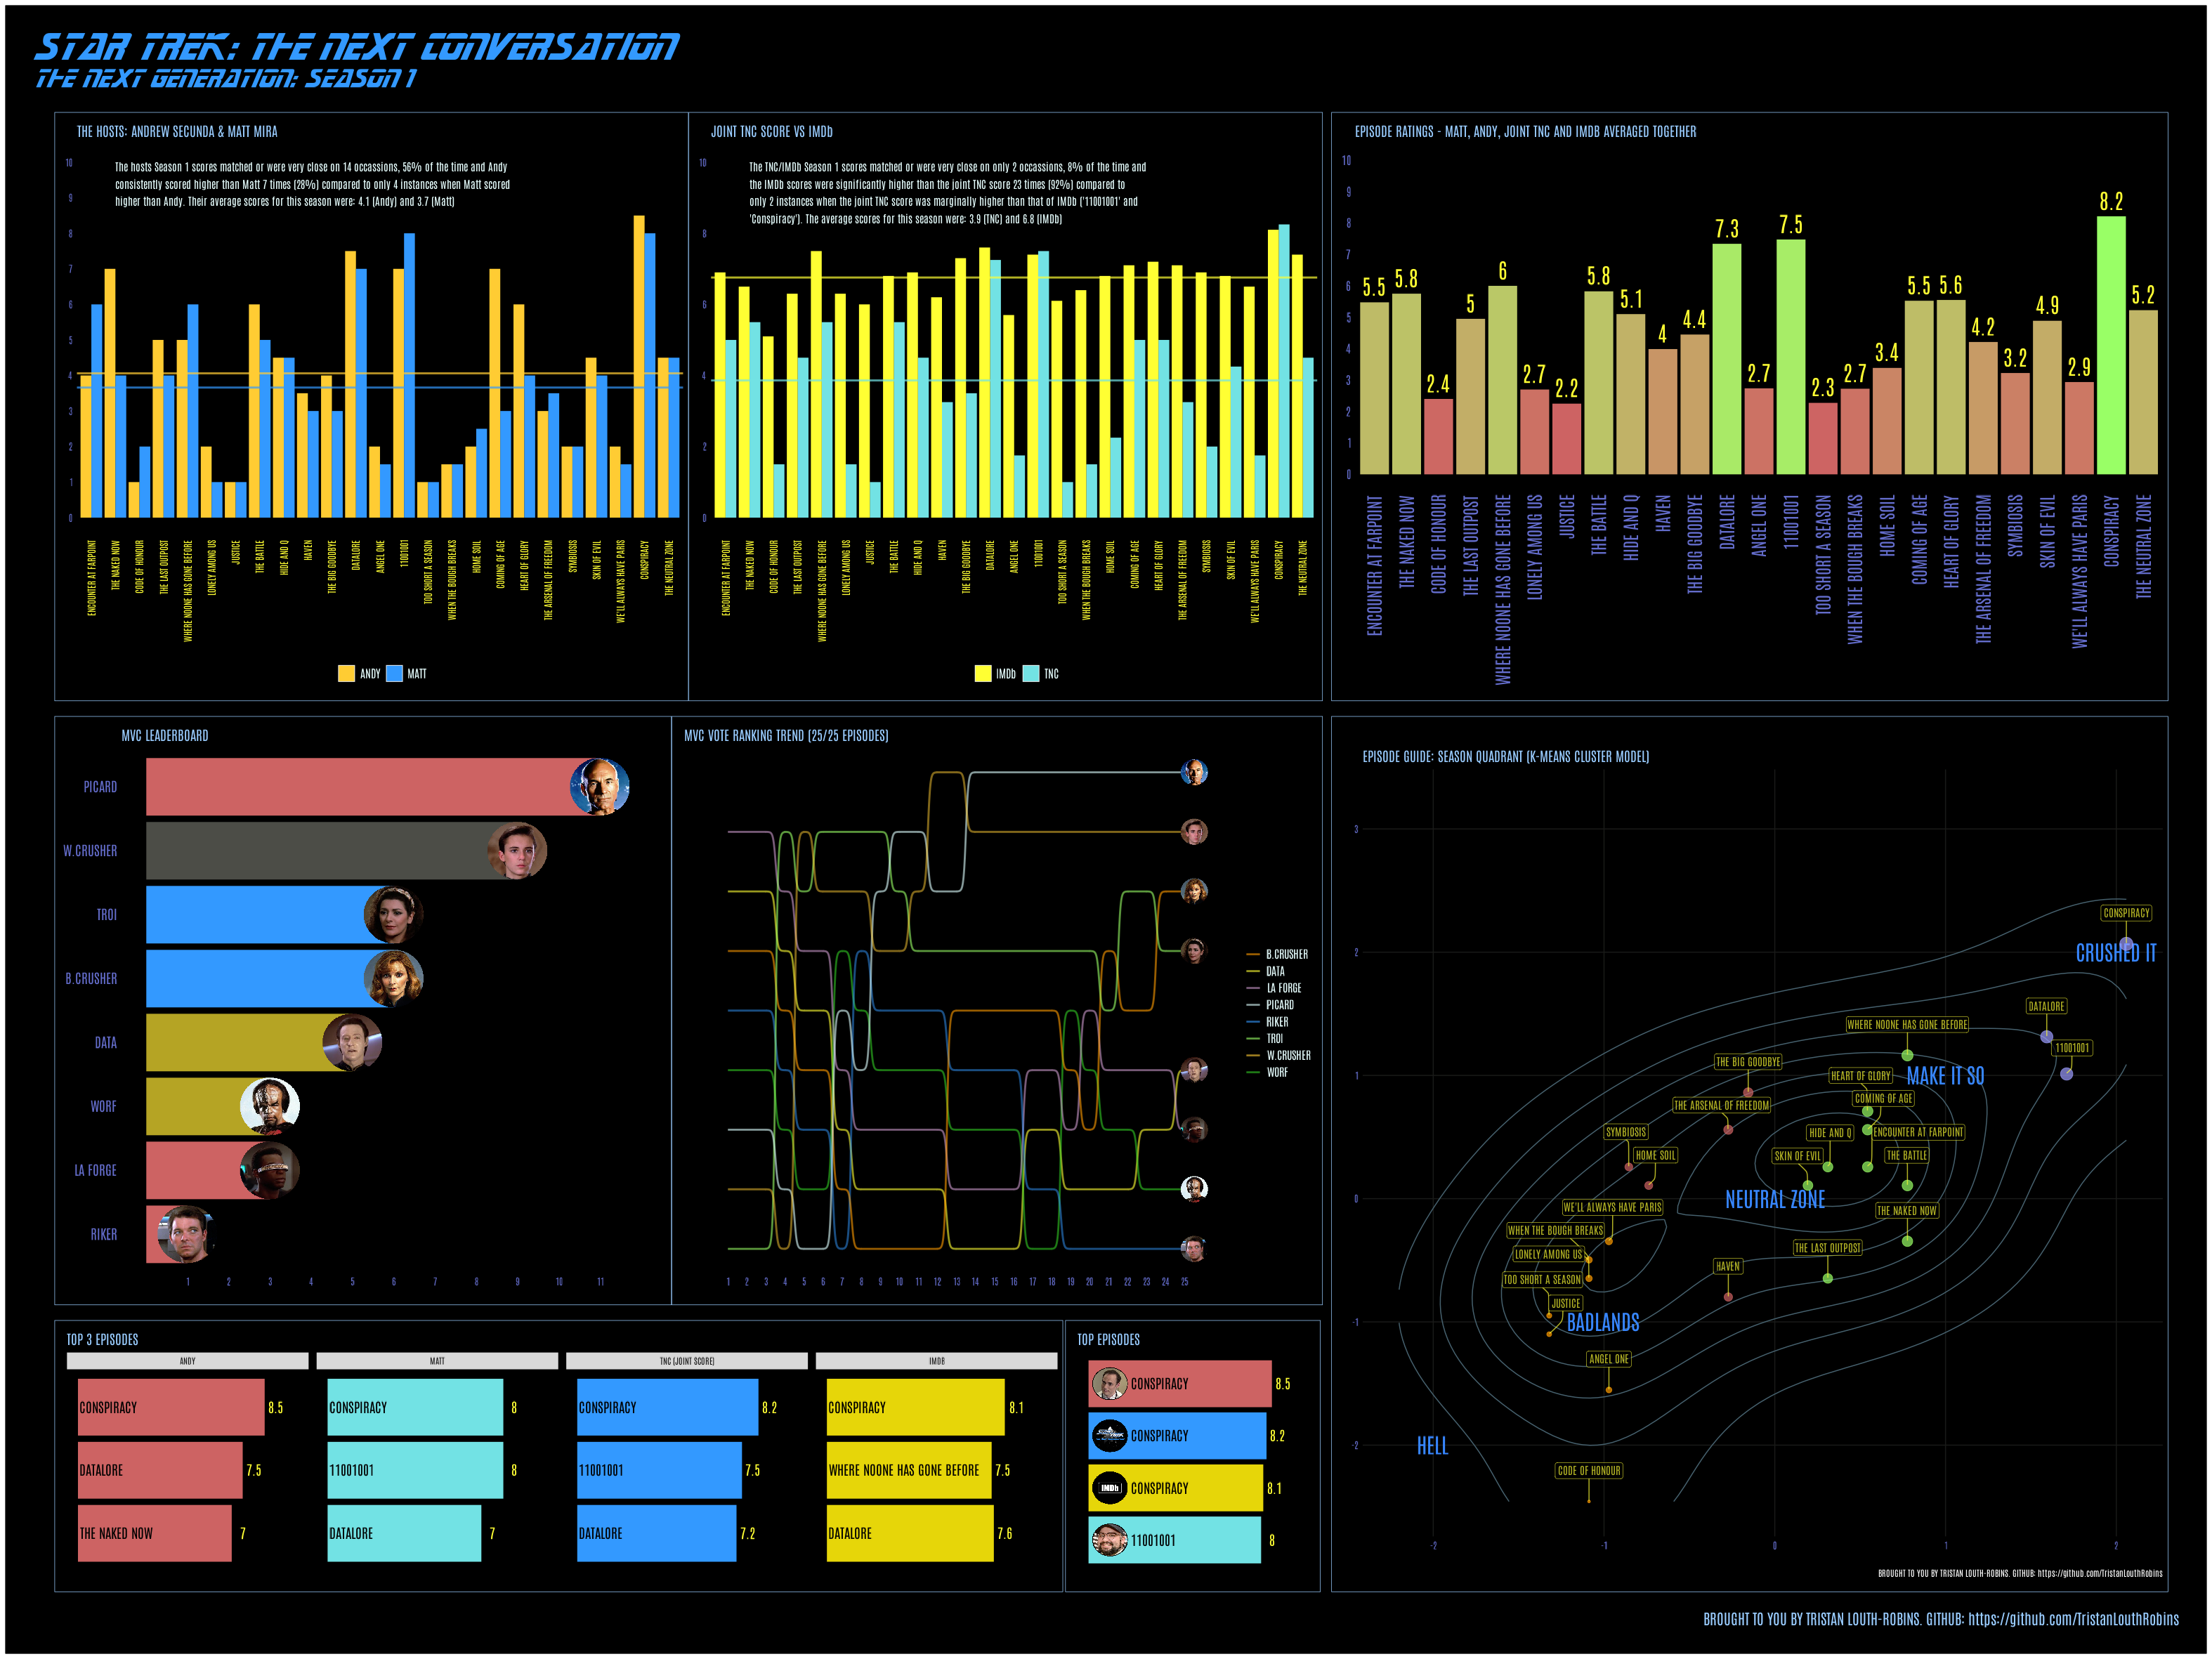 STAR TREK: THE NEXT CONVERSATION
THE NEXT GENERATION: SEASON 1
THE HOSTS: ANDREW SECUNDA & MATT MIRA
The hosts Season 1 scores matched or were very close on 14 occassions, 56% of the time and Andy
consistently scored higher than Matt 7 times (28%) compared to only 4 instances when Matt scored
higher than Andy. Their average scores for this season were: 4.1 (Andy) and 3.7 (Matt)
10
9
8
7
6
5
4
3
2
1
0
ENCOUNTER AT FARPOINT
THE NAKED NOW
CODE OF HONOUR
THE LAST OUTPOST
WHERE NOONE HAS GONE BEFORE
LONELY AMONG US
JUSTICE
THE BATTLE
HIDE AND Q
HAVEN
THE BIG GOODBYE
DATALORE
ANGEL ONE
11001001
TOO SHORT A SEASON
WHEN THE BOUGH BREAKS
HOME SOIL
COMING OF AGE
HEART OF GLORY
THE ARSENAL OF FREEDOM
SYMBIOSIS
SKIN OF EVIL
WE'LL ALWAYS HAVE PARIS
CONSPIRACY
THE NEUTRAL ZONE
ANDY MATT
JOINT TNC SCORE VS IMDb
The TNC/IMDb Season 1 scores matched or were very close on only 2 occassions, 8% of the time and
the IMDb scores were significantly higher than the joint TNC score 23 times (92%) compared to
only 2 instances when the joint TNC score was marginally higher than that of IMDb ('11001001' and
'Conspiracy'). The average scores for this season were: 3.9 (TNC) and 6.8 (IMDb)
10
8
6
4
2
0
ENCOUNTER AT FARPOINT
THE NAKED NOW
CODE OF HONOUR
THE LAST OUTPOST
WHERE NOONE HAS GONE BEFORE
LONELY AMONG US
JUSTICE
THE BATTLE
HIDE AND Q
HAVEN
THE BIG GOODBYE
DATALORE
ANGEL ONE
11001001
TOO SHORT A SEASON
WHEN THE BOUGH BREAKS
HOME SOIL
COMING OF AGE
HEART OF GLORY
THE ARSENAL OF FREEDOM
SYMBIOSIS
SKIN OF EVIL
WE'LL ALWAYS HAVE PARIS
CONSPIRACY
THE NEUTRAL ZONE
IMDb TNC
EPISODE RATINGS - MATT, ANDY, JOINT TNC AND IMDB AVERAGED TOGETHER
10
9
8
7
6
5
4
3
2
1
0
5.5
5.8
2.4
5
6
2.7
2.2
5.8
5.1
4
4.4
7.3
2.7
7.5
2.3
2.7
3.4
5.5
5.6
4.2
3.2
4.9
2.9
8.2
5.2
ENCOUNTER AT FARPOINT
THE NAKED NOW
CODE OF HONOUR
THE LAST OUTPOST
WHERE NOONE HAS GONE BEFORE
LONELY AMONG US
JUSTICE
THE BATTLE
HIDE AND Q
HAVEN
THE BIG GOODBYE
DATALORE
ANGEL ONE
11001001
TOO SHORT A SEASON
WHEN THE BOUGH BREAKS
HOME SOIL
COMING OF AGE
HEART OF GLORY
THE ARSENAL OF FREEDOM
SYMBIOSIS
SKIN OF EVIL
WE'LL ALWAYS HAVE PARIS
CONSPIRACY
THE NEUTRAL ZONE
MVC LEADERBOARD
PICARD
W.CRUSHER
TROI
B.CRUSHER
DATA
WORF
LA FORGE
RIKER
1 2 3 4 5 6 7 8 9 10 11
MVC VOTE RANKING TREND (25/25 EPISODES)
B.CRUSHER
DATA
LA FORGE
PICARD
RIKER
TROI
W.CRUSHER
WORF
1 2 3 4 5 6 7 8 9 10 11 12 13 14 15 16 17 18 19 20 21 22 23 24 25
EPISODE GUIDE: SEASON QUADRANT (K-MEANS CLUSTER MODEL)
3
2
1
0
-1
-2
CONSPIRACY
CRUSHED IT
DATALORE
WHERE NOONE HAS GONE BEFORE
11001001
THE BIG GOODBYE
HEART OF GLORY
MAKE IT SO
COMING OF AGE
THE ARSENAL OF FREEDOM
SYMBIOSIS
HIDE AND Q
ENCOUNTER AT FARPOINT
HOME SOIL
SKIN OF EVIL
THE BATTLE
NEUTRAL ZONE
WE'LL ALWAYS HAVE PARIS
THE NAKED NOW
WHEN THE BOUGH BREAKS
THE LAST OUTPOST
LONELY AMONG US
HAVEN
TOO SHORT A SEASON
JUSTICE
BADLANDS
ANGEL ONE
HELL
CODE OF HONOUR
-2 -1 0 1 2
BROUGHT TO YOU BY TRISTAN LOUTH-ROBINS. GITHUB: https://github.com/TristanLouthRobins
TOP 3 EPISODES
ANDY
CONSPIRACY 8.5
DATALORE 7.5
THE NAKED NOW 7
MATT
CONSPIRACY 8
11001001 8
DATALORE 7
TNC (JOINT SCORE)
CONSPIRACY 8.2
11001001 7.5
DATALORE 7.2
IMDB
CONSPIRACY 8.1
WHERE NOONE HAS GONE BEFORE 7.5
DATALORE 7.6
TOP EPISODES
CONSPIRACY 8.5
CONSPIRACY 8.2
IMDb CONSPIRACY 8.1
11001001 8
BROUGHT TO YOU BY TRISTAN LOUTH-ROBINS. GITHUB: https://github.com/TristanLouthRobins